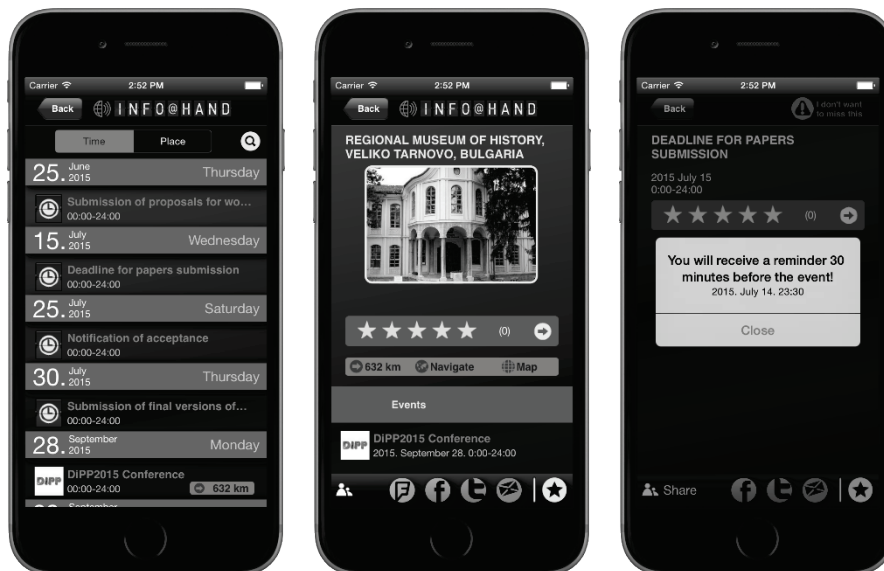 Carrier 2:52 PM
Back INFO@HAND
Time Place
25. June 2015 Thursday
Submission of proposals for wo...
00:00-24:00
15. July 2015 Wednesday
Deadline for papers submission
00:00-24:00
25. July 2015 Saturday
Notification of acceptance
00:00-24:00
30. July 2015 Thursday
Submission of final versions of...
00:00-24:00
28. September 2015 Monday
DiPP DiPP2015 Conference
00:00-24:00 632 km
Carrier 2:52 PM
Back INFO@HAND
REGIONAL MUSEUM OF HISTORY,
VELIKO TARNOVO, BULGARIA
(0)
632 km Navigate Map
Events
DiPP DiPP2015 Conference
2015. September 28. 0:00-24:00
Carrier 2:52 PM
Back I don't want
to miss this
DEADLINE FOR PAPERS
SUBMISSION
2015 July 15
0:00-24:00
(0)
You will receive a reminder 30
minutes before the event!
2015. July 14. 23:30
Close
Share